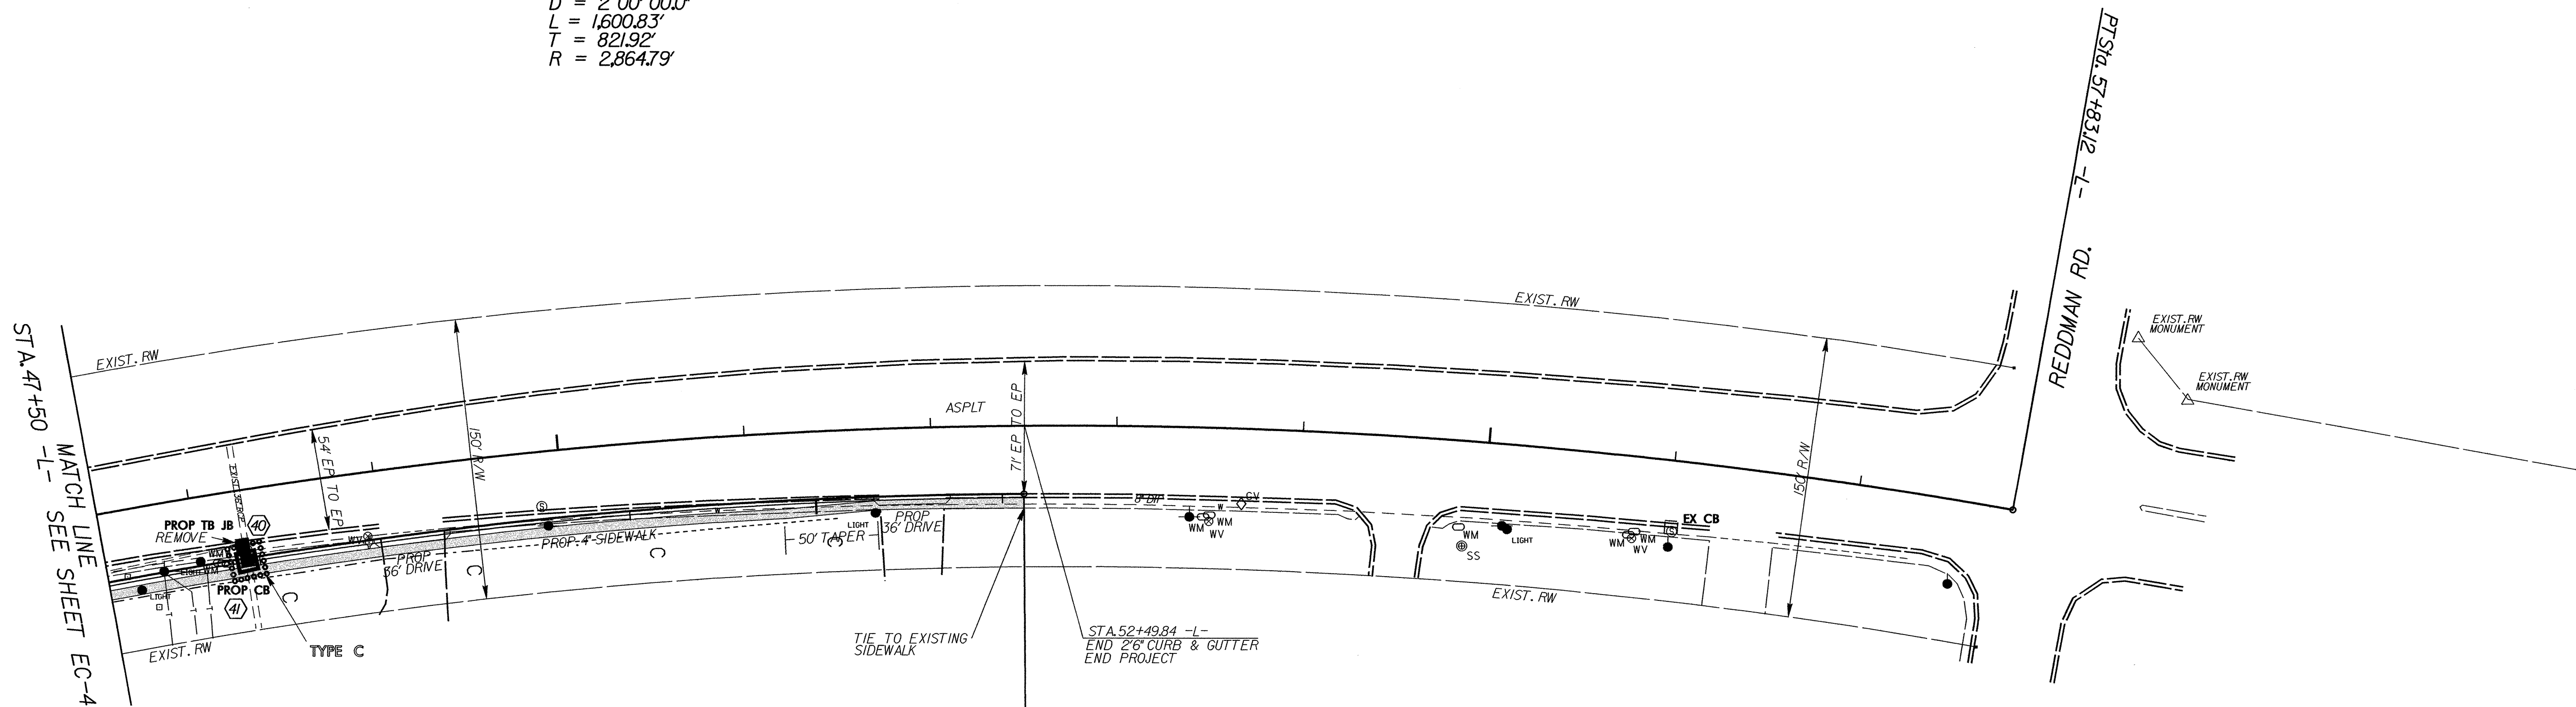 D = 2°00'00.0"
L = 1,600.83'
T = 821.92'
R = 2,864.79'
PT Sta. 57+83.12 -L-
REDDMAN RD.
EXIST. RW
MONUMENT
EXIST. RW
MONUMENT
EXIST. RW
EXIST. RW
STA. 47+50 -L-
MATCH LINE
SEE SHEET EC-4
ASPLT
71' EP TO EP
54' EP TO EP
150' R/W
150' R/W
PROP TB JB
REMOVE
40
PROP CB
41
TYPE C
C
EXIST. RW
LIGHT
LIGHT
WM
WV
S
PROP
36' DRIVE
C
PROP. 4' SIDEWALK
W
C
50' TAPER
C
LIGHT
PROP
36' DRIVE
8" DIP
W
CV
WM
WM
WV
TIE TO EXISTING
SIDEWALK
STA. 52+49.84 -L-
END 2'6" CURB & GUTTER
END PROJECT
WM
SS
LIGHT
WM
WM
WV
EX CB
EXIST. RW
T
T
T